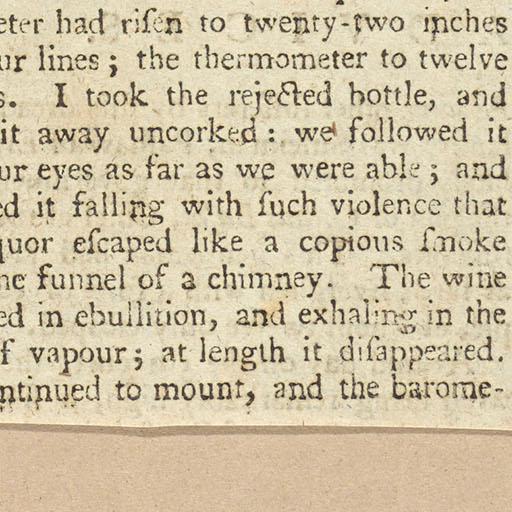 eter had riſen to twenty-two inches
ur lines; the thermometer to twelve
s. I took the rejected bottle, and
it away uncorked: we followed it
ur eyes as far as we were able; and
ed it falling with ſuch violence that
quor eſcaped like a copious ſmoke
he funnel of a chimney. The wine
ed in ebullition, and exhaling in the
f vapour; at length it diſappeared.
ntinued to mount, and the barome-